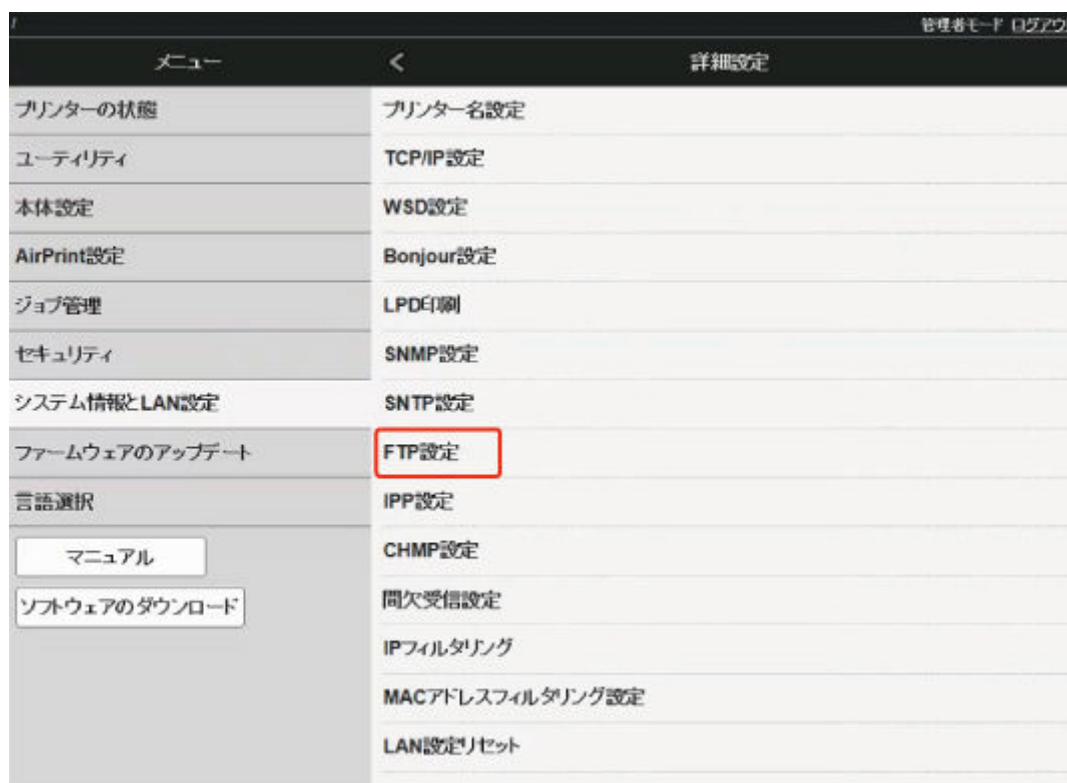 管理者モード ログアウ
メニュー
< 詳細設定
プリンターの状態
ユーティリティ
本体設定
AirPrint設定
ジョブ管理
セキュリティ
システム情報とLAN設定
ファームウェアのアップデート
言語選択
マニュアル
ソフトウェアのダウンロード
プリンター名設定
TCP/IP設定
WSD設定
Bonjour設定
LPD印刷
SNMP設定
SNTP設定
FTP設定
IPP設定
CHMP設定
間欠受信設定
IPフィルタリング
MACアドレスフィルタリング設定
LAN設定リセット